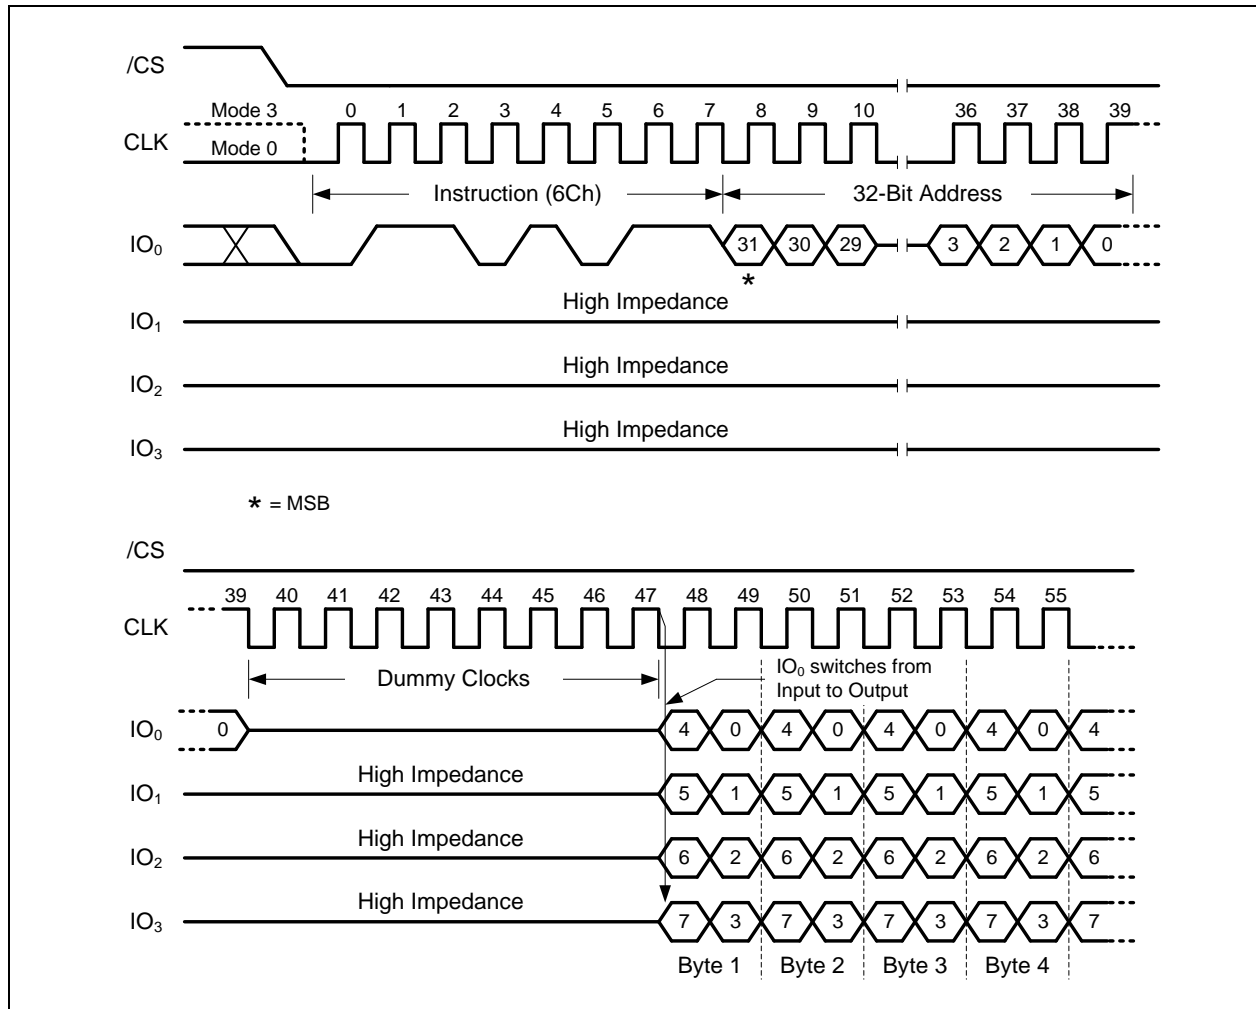 /CS
Mode 3 0 1 2 3 4 5 6 7 8 9 10 36 37 38 39
CLK
Mode 0
Instruction (6Ch) 32-Bit Address
IO0 31 30 29 3 2 1 0
*
High Impedance
IO1
High Impedance
IO2
High Impedance
IO3
* = MSB
/CS
39 40 41 42 43 44 45 46 47 48 49 50 51 52 53 54 55
CLK
Dummy Clocks
IO0 switches from
Input to Output
IO0 0 4 0 4 0 4 0 4 0 4
High Impedance
IO1 5 1 5 1 5 1 5 1 5
High Impedance
IO2 6 2 6 2 6 2 6 2 6
High Impedance
IO3 7 3 7 3 7 3 7 3 7
Byte 1 Byte 2 Byte 3 Byte 4